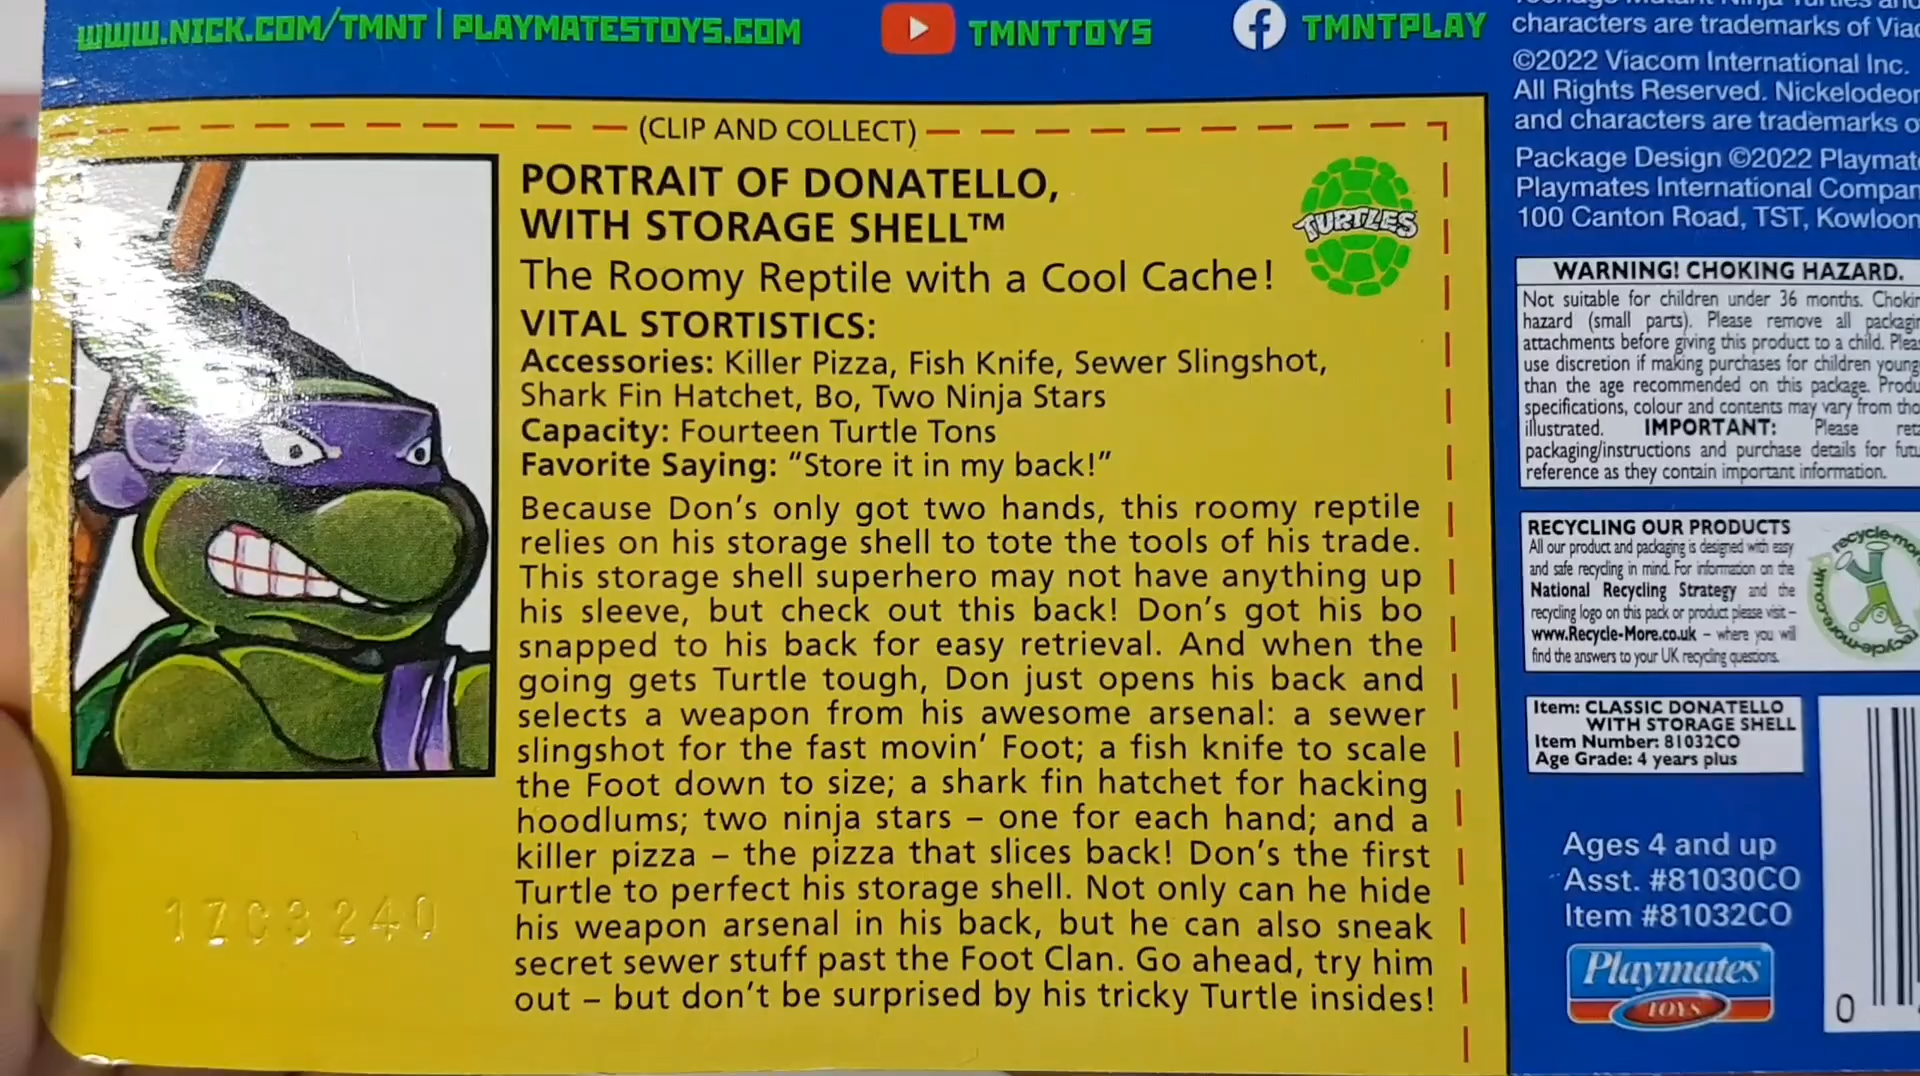 WWW.NICK.COM/TMNT | PLAYMATESTOYS.COM
TMNTTOYS
TMNTPLAY
(CLIP AND COLLECT)
PORTRAIT OF DONATELLO,
WITH STORAGE SHELL™
TURTLES
The Roomy Reptile with a Cool Cache!
VITAL STORTISTICS:
Accessories: Killer Pizza, Fish Knife, Sewer Slingshot,
Shark Fin Hatchet, Bo, Two Ninja Stars
Capacity: Fourteen Turtle Tons
Favorite Saying: “Store it in my back!”
Because Don’s only got two hands, this roomy reptile
relies on his storage shell to tote the tools of his trade.
This storage shell superhero may not have anything up
his sleeve, but check out this back! Don’s got his bo
snapped to his back for easy retrieval. And when the
going gets Turtle tough, Don just opens his back and
selects a weapon from his awesome arsenal: a sewer
slingshot for the fast movin’ Foot; a fish knife to scale
the Foot down to size; a shark fin hatchet for hacking
hoodlums; two ninja stars – one for each hand; and a
killer pizza – the pizza that slices back! Don’s the first
Turtle to perfect his storage shell. Not only can he hide
his weapon arsenal in his back, but he can also sneak
secret sewer stuff past the Foot Clan. Go ahead, try him
out – but don’t be surprised by his tricky Turtle insides!
characters are trademarks of
©2022 Viacom International Inc.
All Rights Reserved.
and characters are trademarks
Package Design ©2022
Playmates International
100 Canton Road, TST,
WARNING! CHOKING HAZARD.
Not suitable for children under 36 months.
hazard (small parts). Please remove all
attachments before giving this product to a child.
use discretion if making purchases for children
than the age recommended on this package.
specifications, colour and contents may vary from
illustrated. IMPORTANT: Please
packaging/instructions and purchase details for
reference as they contain important information.
RECYCLING OUR PRODUCTS
All our product and packaging is designed with easy
and safe recycling in mind. For information on the
National Recycling Strategy and the
recycling logo on this pack or product please visit –
www.Recycle-More.co.uk – where you will
find the answers to your UK recycling questions.
Item: CLASSIC DONATELLO
WITH STORAGE SHELL
Item Number: 81032CO
Age Grade: 4 years plus
Ages 4 and up
Asst. #81030CO
Item #81032CO
Playmates
TOYS
0